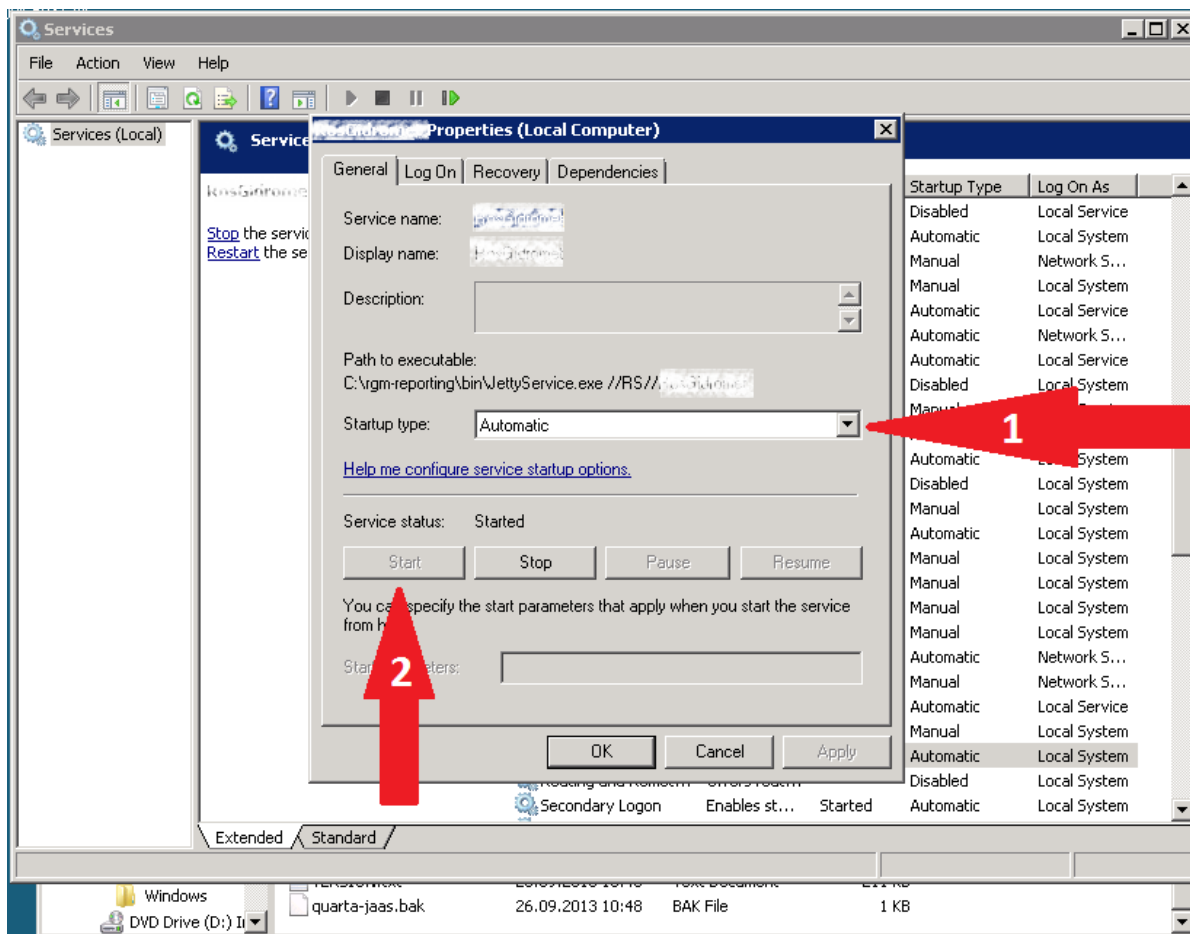 Services
File Action View Help
Services (Local)
Service
Properties (Local Computer)
General Log On Recovery Dependencies
Stop the servic
Restart the se
Service name:
Display name:
Description:
Path to executable:
C:\rgm-reporting\bin\JettyService.exe //RS//
Startup type: Automatic
1
Help me configure service startup options.
Service status: Started
Start Stop Pause Resume
You can specify the start parameters that apply when you start the service
from h
2
OK Cancel Apply
Startup Type Log On As
Disabled Local Service
Automatic Local System
Manual Network S...
Manual Local System
Automatic Local Service
Automatic Network S...
Automatic Local Service
Disabled Local System
Manual
Automatic System
Disabled Local System
Manual Local System
Automatic Local System
Manual Local System
Manual Local System
Manual Local System
Manual Local System
Automatic Network S...
Manual Network S...
Automatic Local Service
Manual Local System
Automatic Local System
Disabled Local System
Secondary Logon Enables st... Started Automatic Local System
Extended Standard
Windows
quarta-jaas.bak 26.09.2013 10:48 BAK File 1 KB
DVD Drive (D:) I